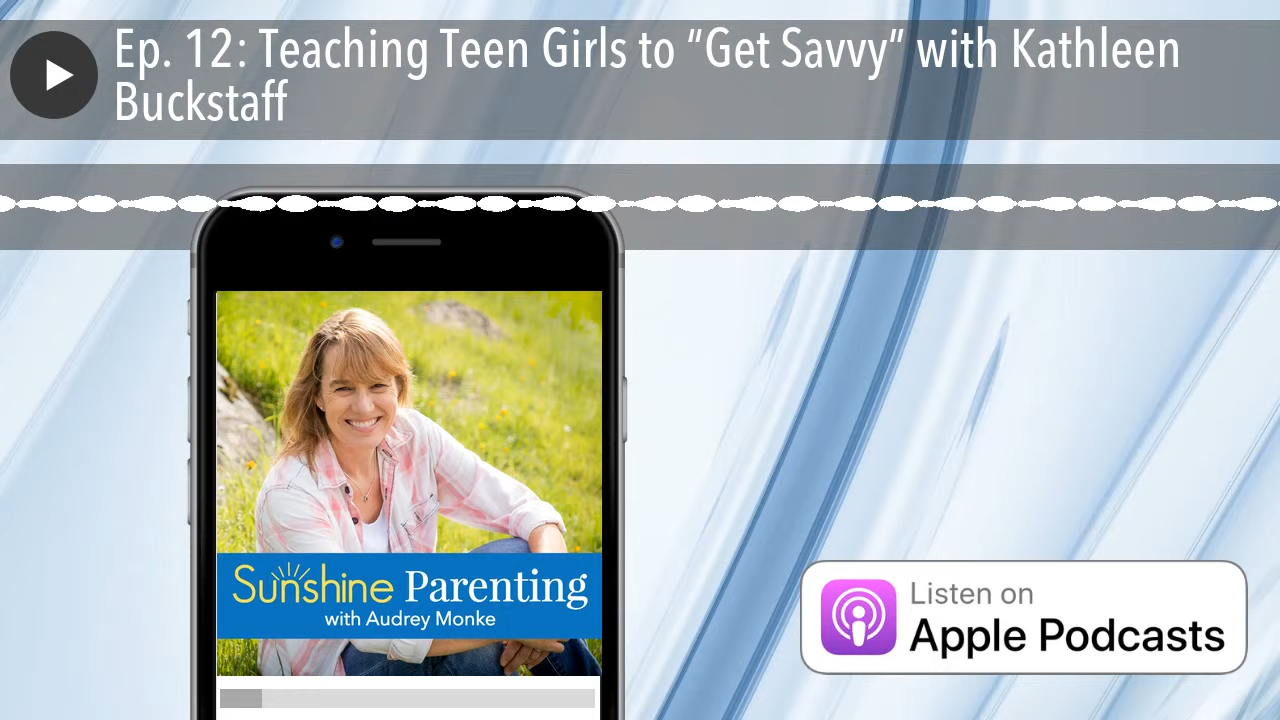 Ep. 12: Teaching Teen Girls to “Get Savvy” with Kathleen
Buckstaff
Sunshine Parenting
with Audrey Monke
Listen on
Apple Podcasts